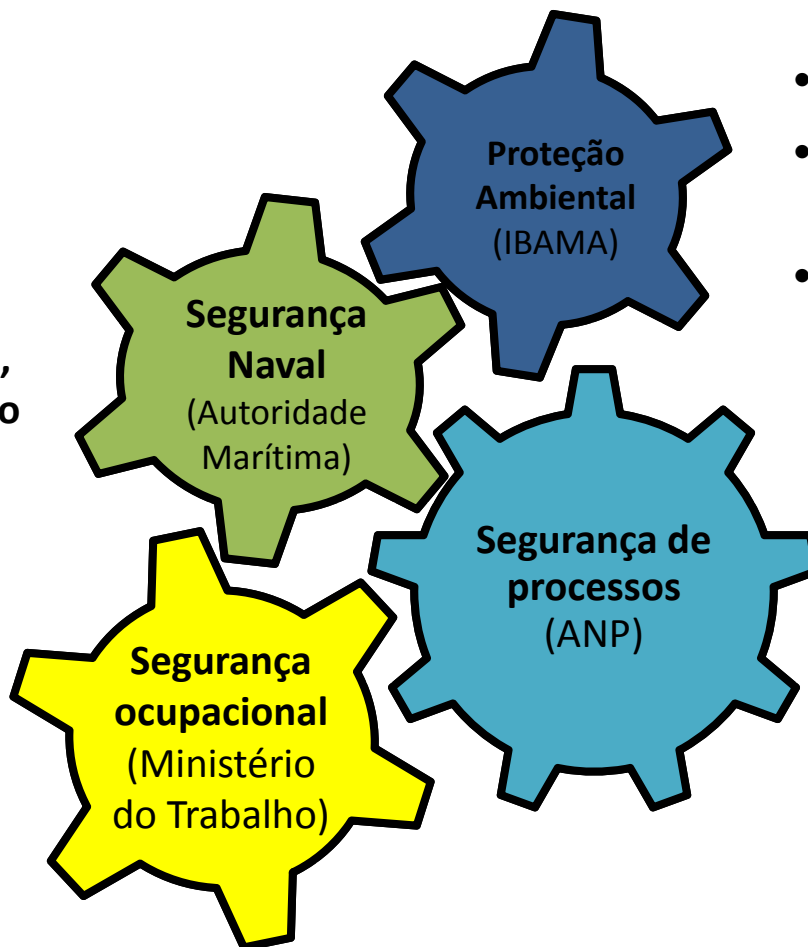 Proteção
Ambiental
(IBAMA)
Segurança
Naval
(Autoridade
Marítima)
,
o
Segurança de
processos
(ANP)
Segurança
ocupacional
(Ministério
do Trabalho)